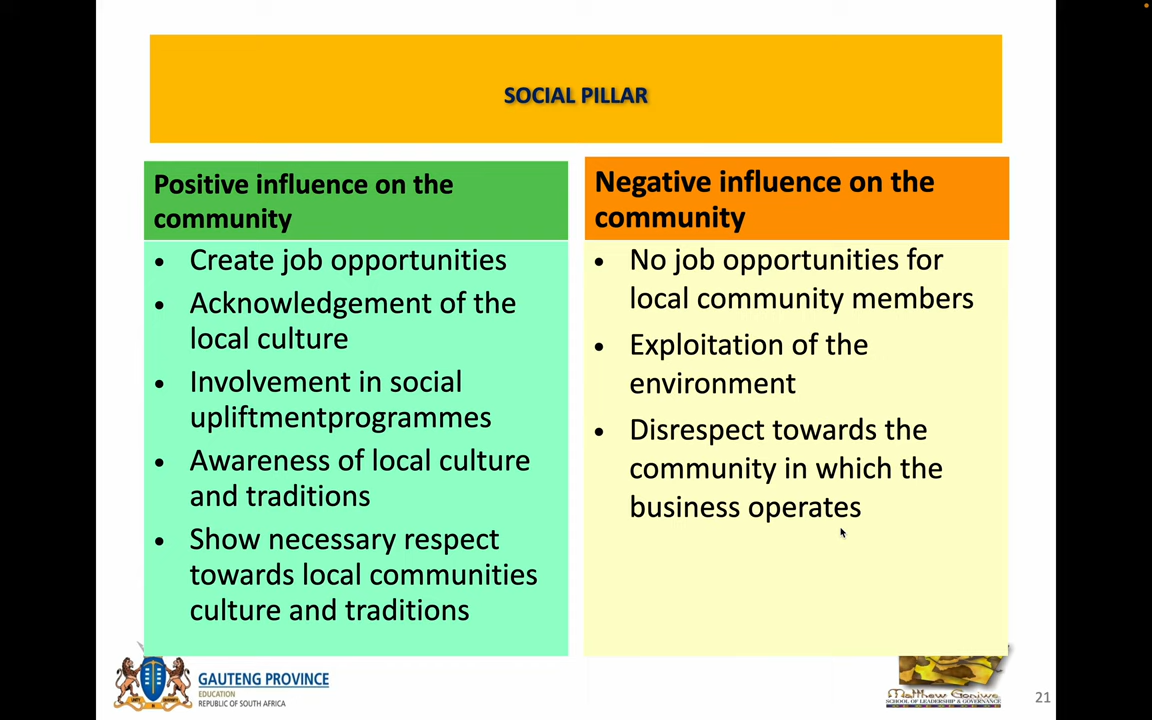 SOCIAL PILLAR
Positive influence on the
community
• Create job opportunities
• Acknowledgement of the
local culture
• Involvement in social
upliftmentprogrammes
• Awareness of local culture
and traditions
• Show necessary respect
towards local communities
culture and traditions
Negative influence on the
community
• No job opportunities for
local community members
• Exploitation of the
environment
• Disrespect towards the
community in which the
business operates
GAUTENG PROVINCE
EDUCATION
REPUBLIC OF SOUTH AFRICA
Matthew Goniwe
SCHOOL OF LEADERSHIP & GOVERNANCE
21